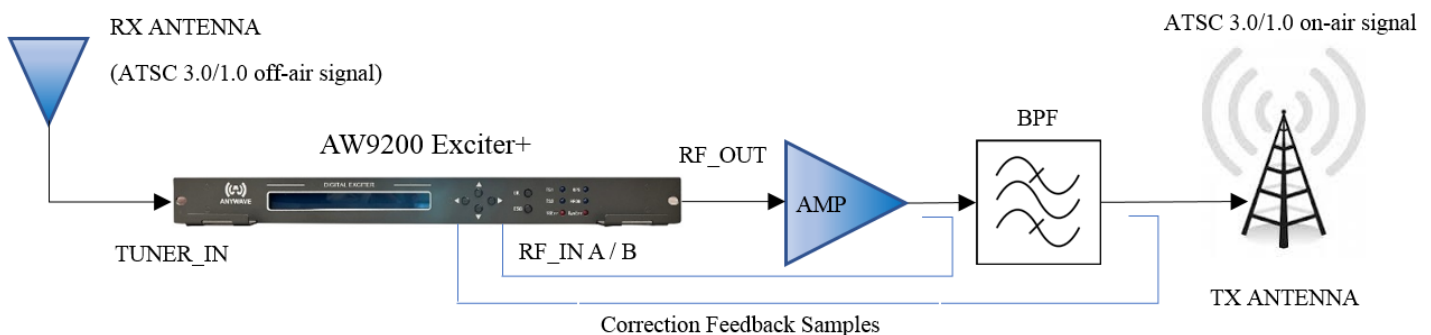 RX ANTENNA
(ATSC 3.0/1.0 off-air signal)
ATSC 3.0/1.0 on-air signal
AW9200 Exciter+
BPF
RF_OUT
DIGITAL EXCITER
ANYWAVE
AMP
TUNER_IN
RF_IN A / B
TX ANTENNA
Correction Feedback Samples